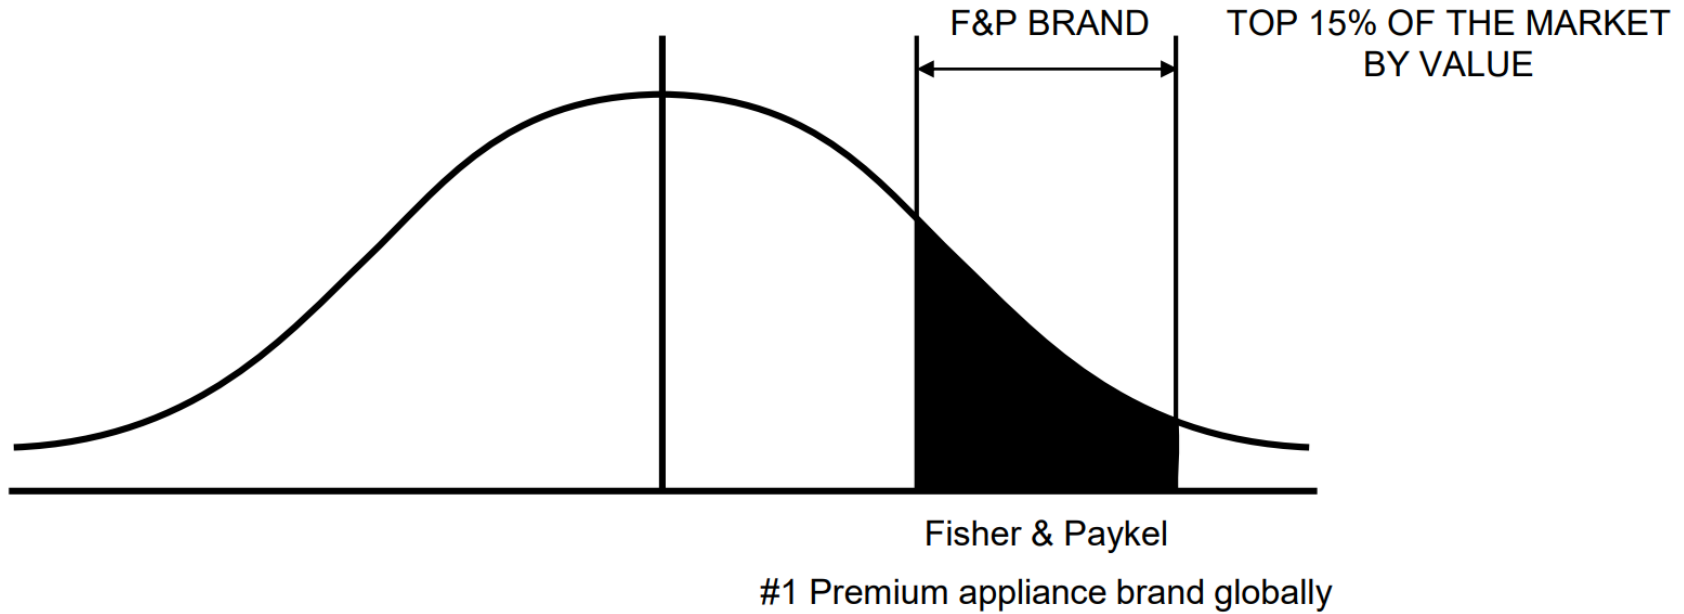 F&P BRAND
TOP 15% OF THE MARKET
BY VALUE
Fisher & Paykel
#1 Premium appliance brand globally